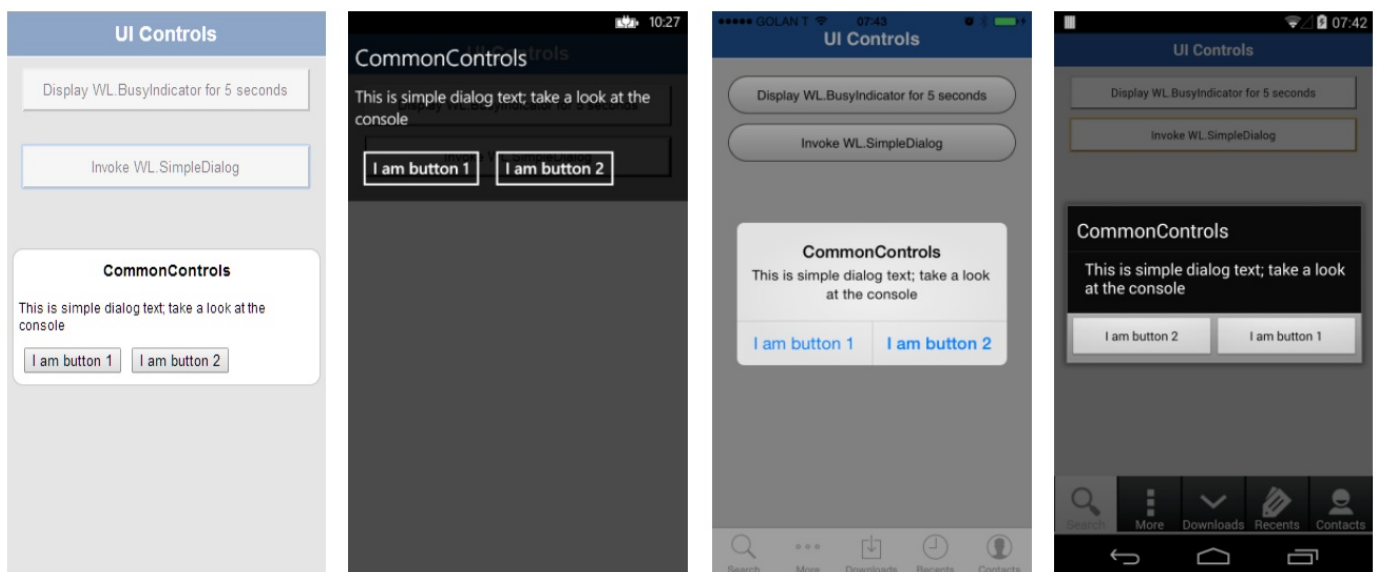 UI Controls
Display WL.BusyIndicator for 5 seconds
Invoke WL.SimpleDialog
CommonControls
This is simple dialog text; take a look at the
console
I am button 1
I am button 2
10:27
UI Controls
CommonControls
This is simple dialog text; take a look at the
console
I am button 1
I am button 2
GOLAN T 07:43
UI Controls
Display WL.BusyIndicator for 5 seconds
Invoke WL.SimpleDialog
CommonControls
This is simple dialog text; take a look
at the console
I am button 1
I am button 2
Search More Downloads Recents Contacts
07:42
UI Controls
Display WL.BusyIndicator for 5 seconds
Invoke WL.SimpleDialog
CommonControls
This is simple dialog text; take a look
at the console
I am button 2
I am button 1
Search More Downloads Recents Contacts